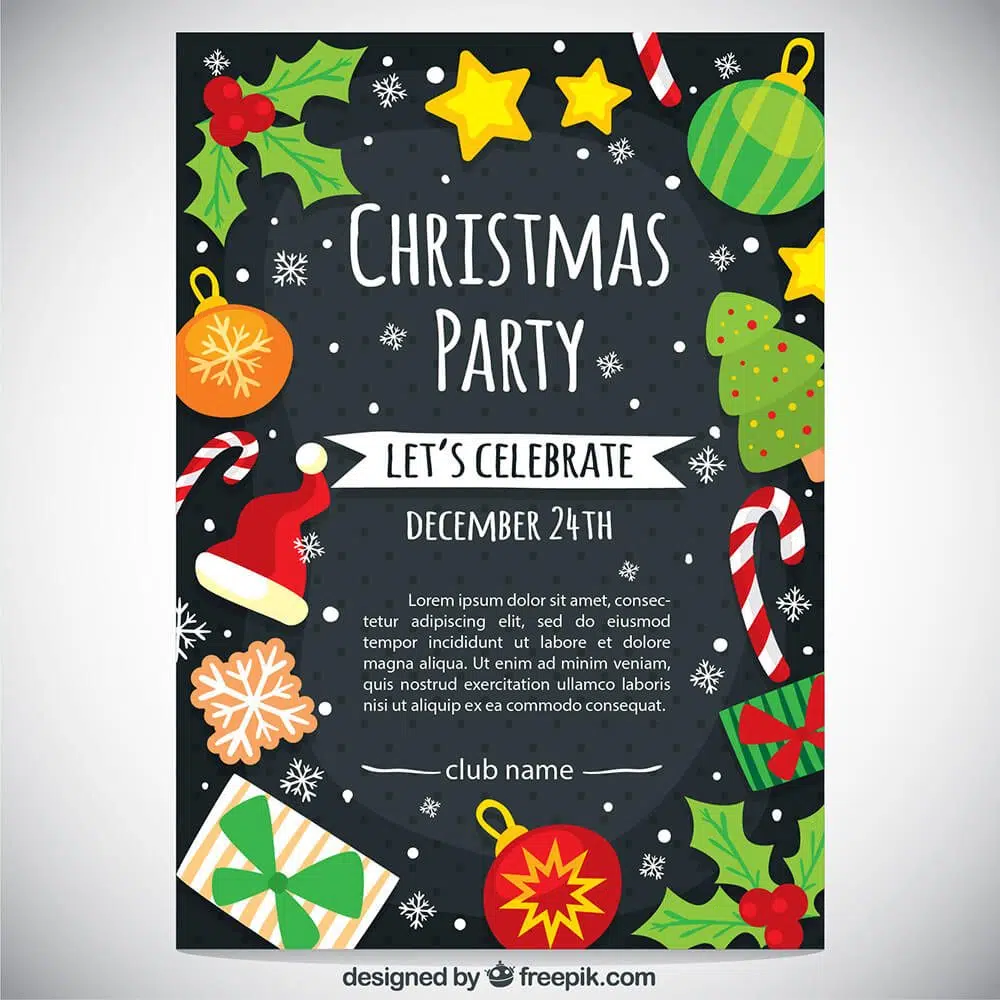 CHRISTMAS
PARTY
LET'S CELEBRATE
DECEMBER 24TH
Lorem ipsum dolor sit amet, consec-
tetur adipiscing elit, sed do eiusmod
tempor incididunt ut labore et dolore
magna aliqua. Ut enim ad minim veniam,
quis nostrud exercitation ullamco laboris
nisi ut aliquip ex ea commodo consequat.
club name
designed by freepik.com